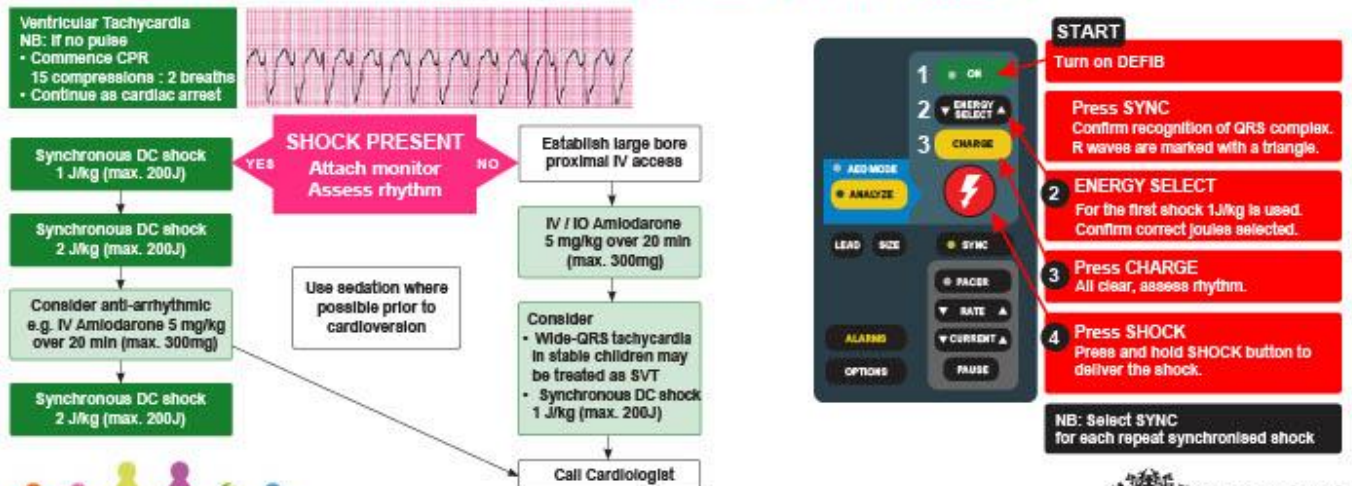 Ventricular Tachycardia
NB: If no pulse
• Commence CPR
15 compressions : 2 breaths
• Continue as cardiac arrest
SHOCK PRESENT
Attach monitor
Assess rhythm
YES
NO
Synchronous DC shock
1 J/kg (max. 200J)
Synchronous DC shock
2 J/kg (max. 200J)
Consider anti-arrhythmic
e.g. IV Amiodarone 5 mg/kg
over 20 min (max. 300mg)
Synchronous DC shock
2 J/kg (max. 200J)
Use sedation where
possible prior to
cardioversion
Establish large bore
proximal IV access
IV / IO Amiodarone
5 mg/kg over 20 min
(max. 300mg)
Consider
• Wide-QRS tachycardia
in stable children may
be treated as SVT
• Synchronous DC shock
1 J/kg (max. 200J)
Call Cardiologist
1 ON
2 ▼ ENERGY SELECT ▲
3 CHARGE
AED MODE
ANALYZE
LEAD SIZE SYNC
PACER
▼ RATE ▲
ALARMS ▼ CURRENT ▲
OPTIONS PAUSE
START
Turn on DEFIB
Press SYNC
Confirm recognition of QRS complex.
R waves are marked with a triangle.
2 ENERGY SELECT
For the first shock 1J/kg is used.
Confirm correct joules selected.
3 Press CHARGE
All clear, assess rhythm.
4 Press SHOCK
Press and hold SHOCK button to
deliver the shock.
NB: Select SYNC
for each repeat synchronised shock